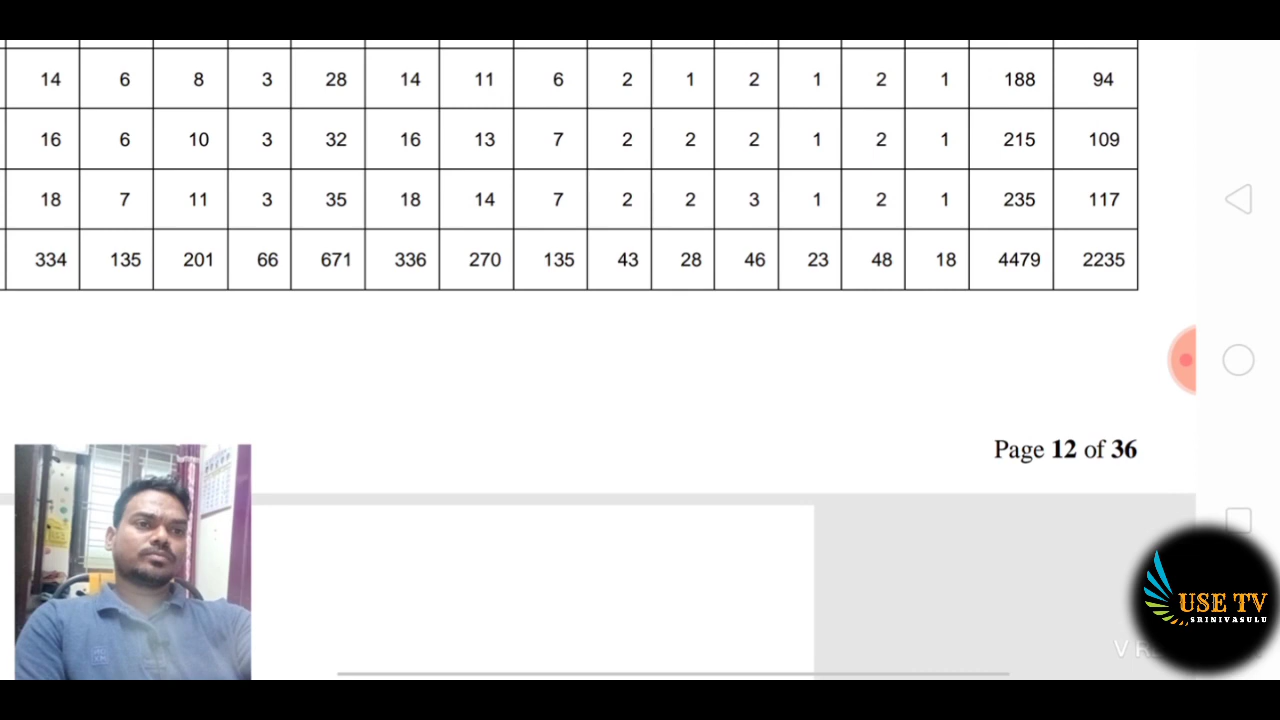 14 6 8 3 28 14 11 6 2 1 2 1 2 1 188 94
16 6 10 3 32 16 13 7 2 2 2 1 2 1 215 109
18 7 11 3 35 18 14 7 2 2 3 1 2 1 235 117
334 135 201 66 671 336 270 135 43 28 46 23 48 18 4479 2235
Page 12 of 36
USE TV
SRINIVASULU